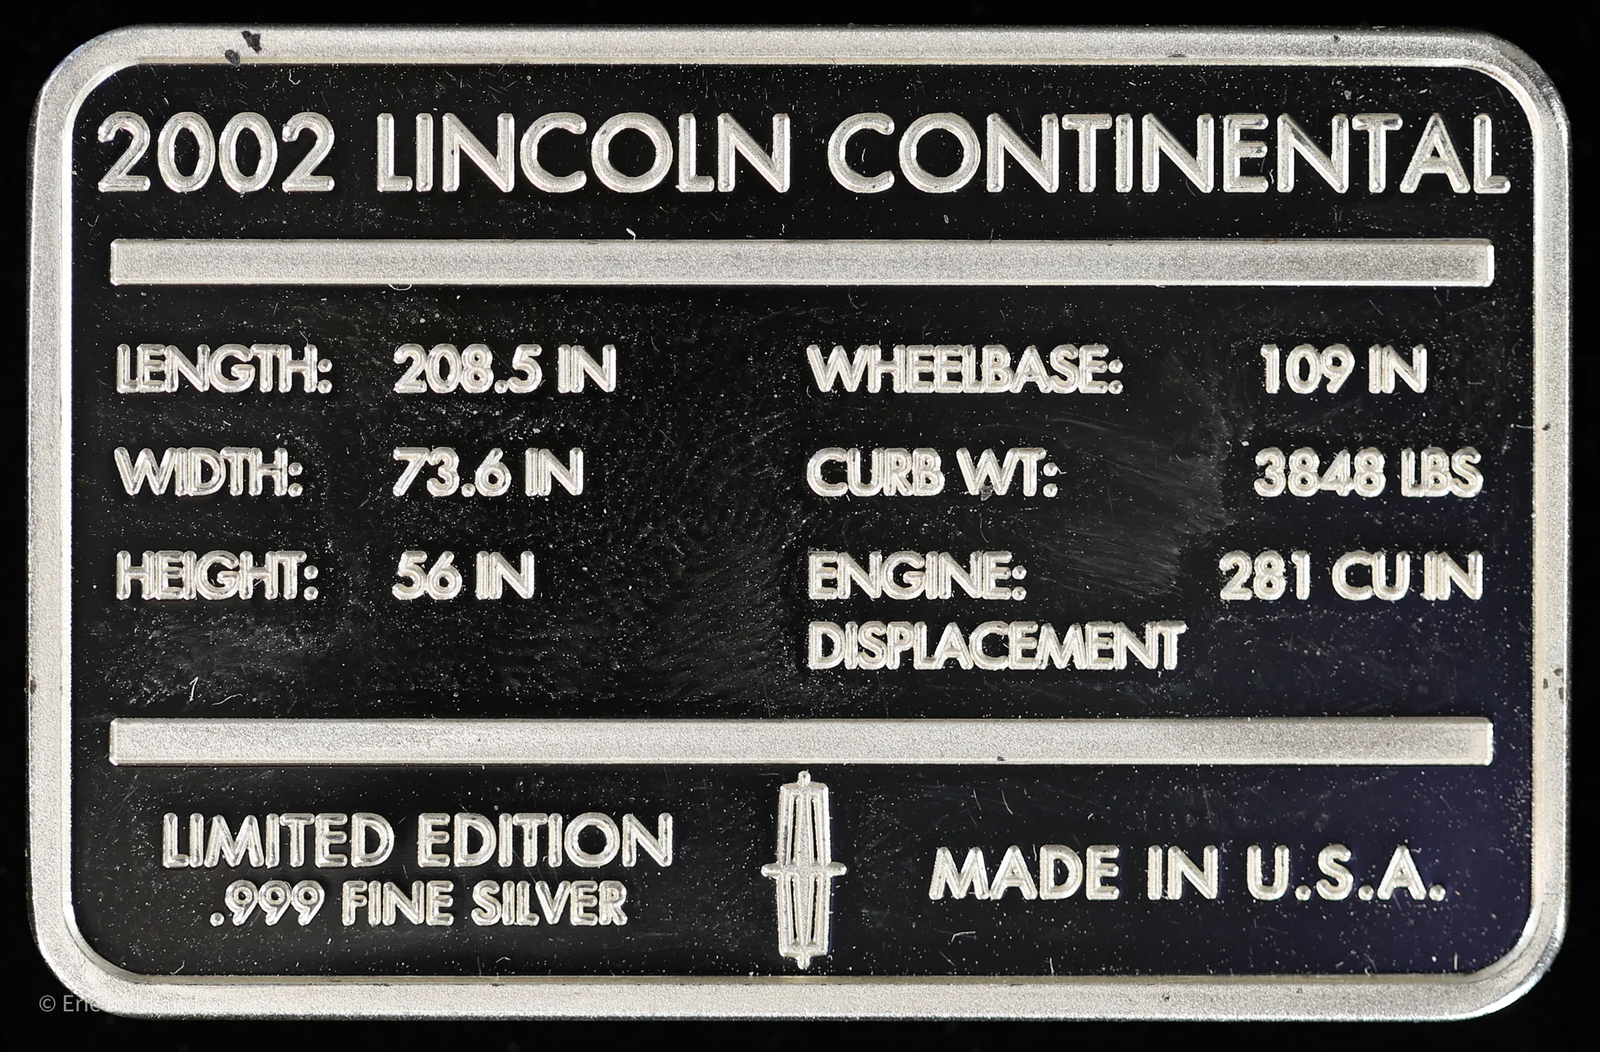 2002 LINCOLN CONTINENTAL
LENGTH: 208.5 IN
WIDTH: 73.6 IN
HEIGHT: 56 IN
WHEELBASE: 109 IN
CURB WT: 3848 LBS
ENGINE: 281 CU IN
DISPLACEMENT
LIMITED EDITION
.999 FINE SILVER
MADE IN U.S.A.
©